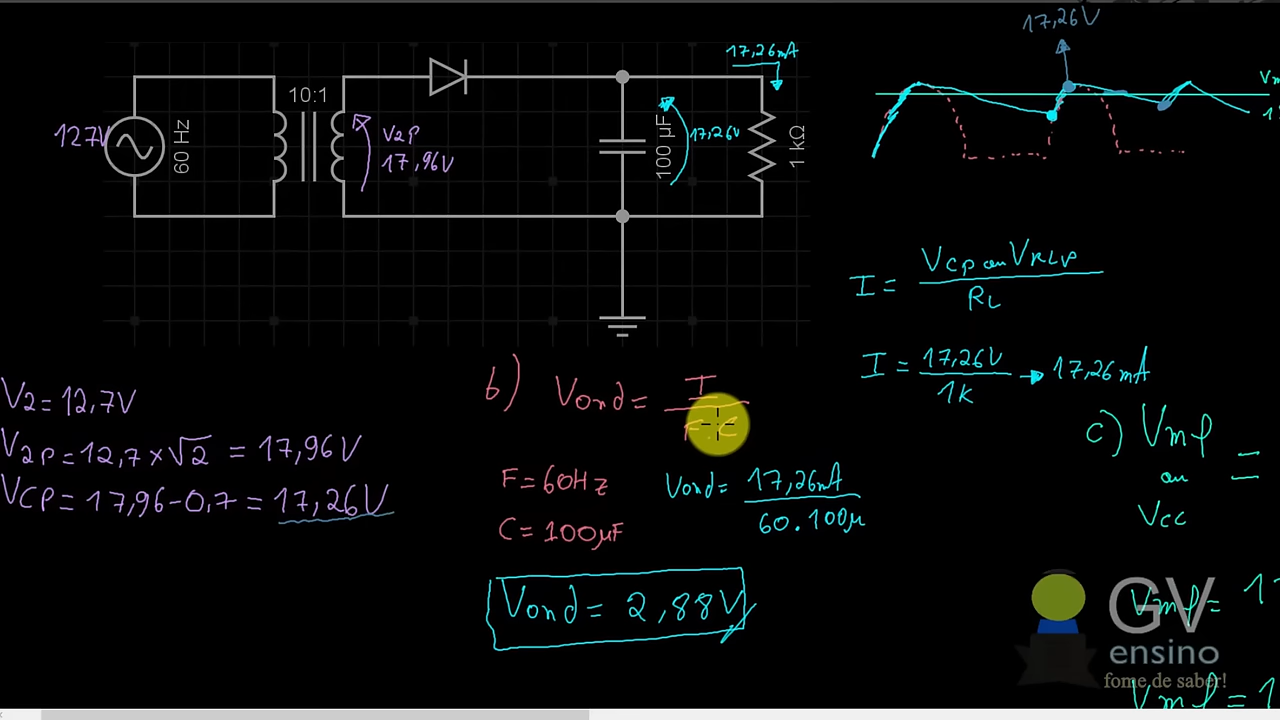 17,26V
17,26mA
10:1
127V
60 Hz
V2P
17,96V
100 µF
17,26V
1 kΩ
I = VCP ou VRLP / RL
I = 17,26V / 1K → 17,26mA
V2 = 12,7V
V2P = 12,7 x √2 = 17,96V
VCP = 17,96 - 0,7 = 17,26V
b) Vond = I / F.C
F = 60Hz
C = 100µF
Vond = 17,26mA / 60.100µ
Vond = 2,88V
c) Vmf
ou
=
Vcc
Vmf =
Vmf =
GV
ensino
fome de saber!